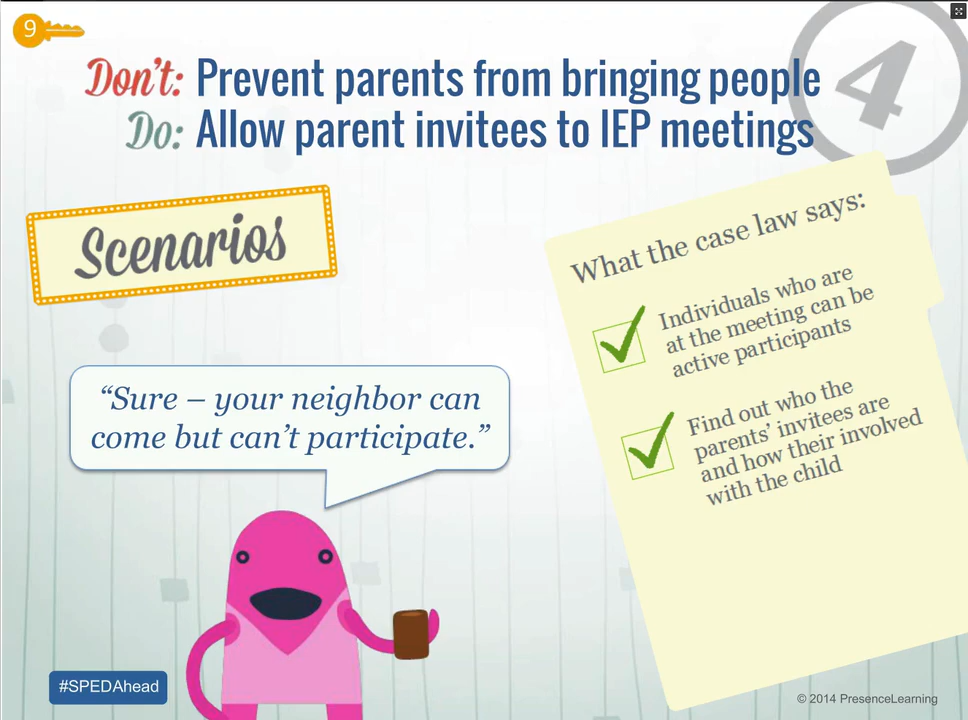 9
4
Don't: Prevent parents from bringing people
Do: Allow parent invitees to IEP meetings
Scenarios
What the case law says:
Individuals who are
at the meeting can be
active participants
Find out who the
parents' invitees are
and how their involved
with the child
“Sure – your neighbor can
come but can't participate.”
#SPEDAhead
© 2014 PresenceLearning